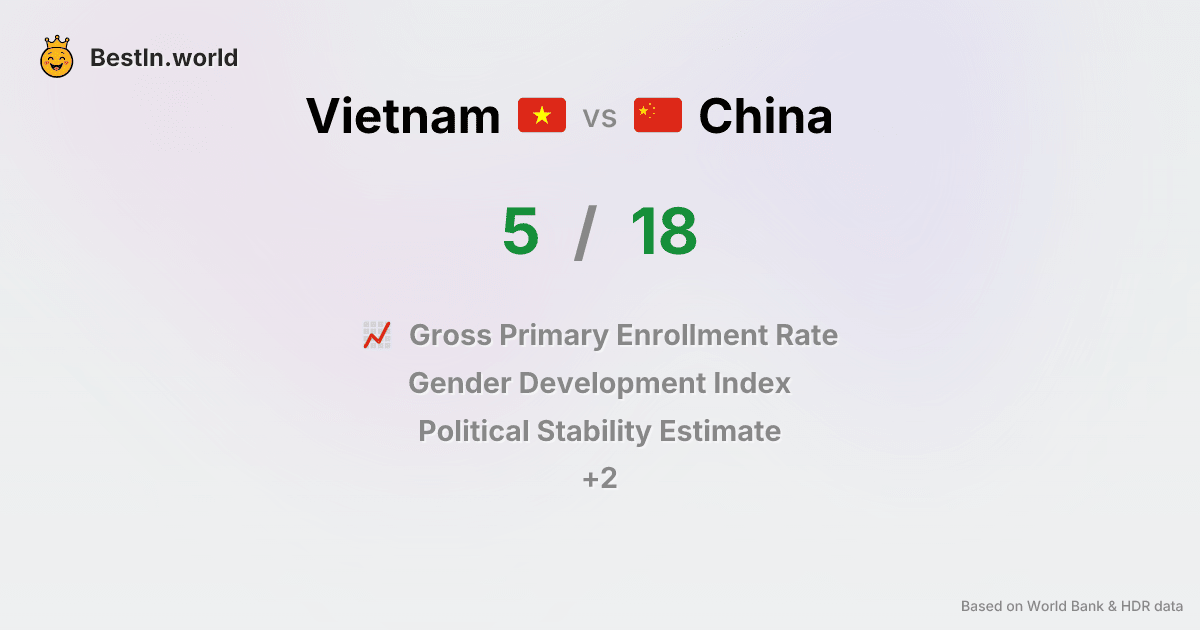 BestIn.world
Vietnam vs China
5 / 18
Gross Primary Enrollment Rate
Gender Development Index
Political Stability Estimate
+2
Based on World Bank & HDR data